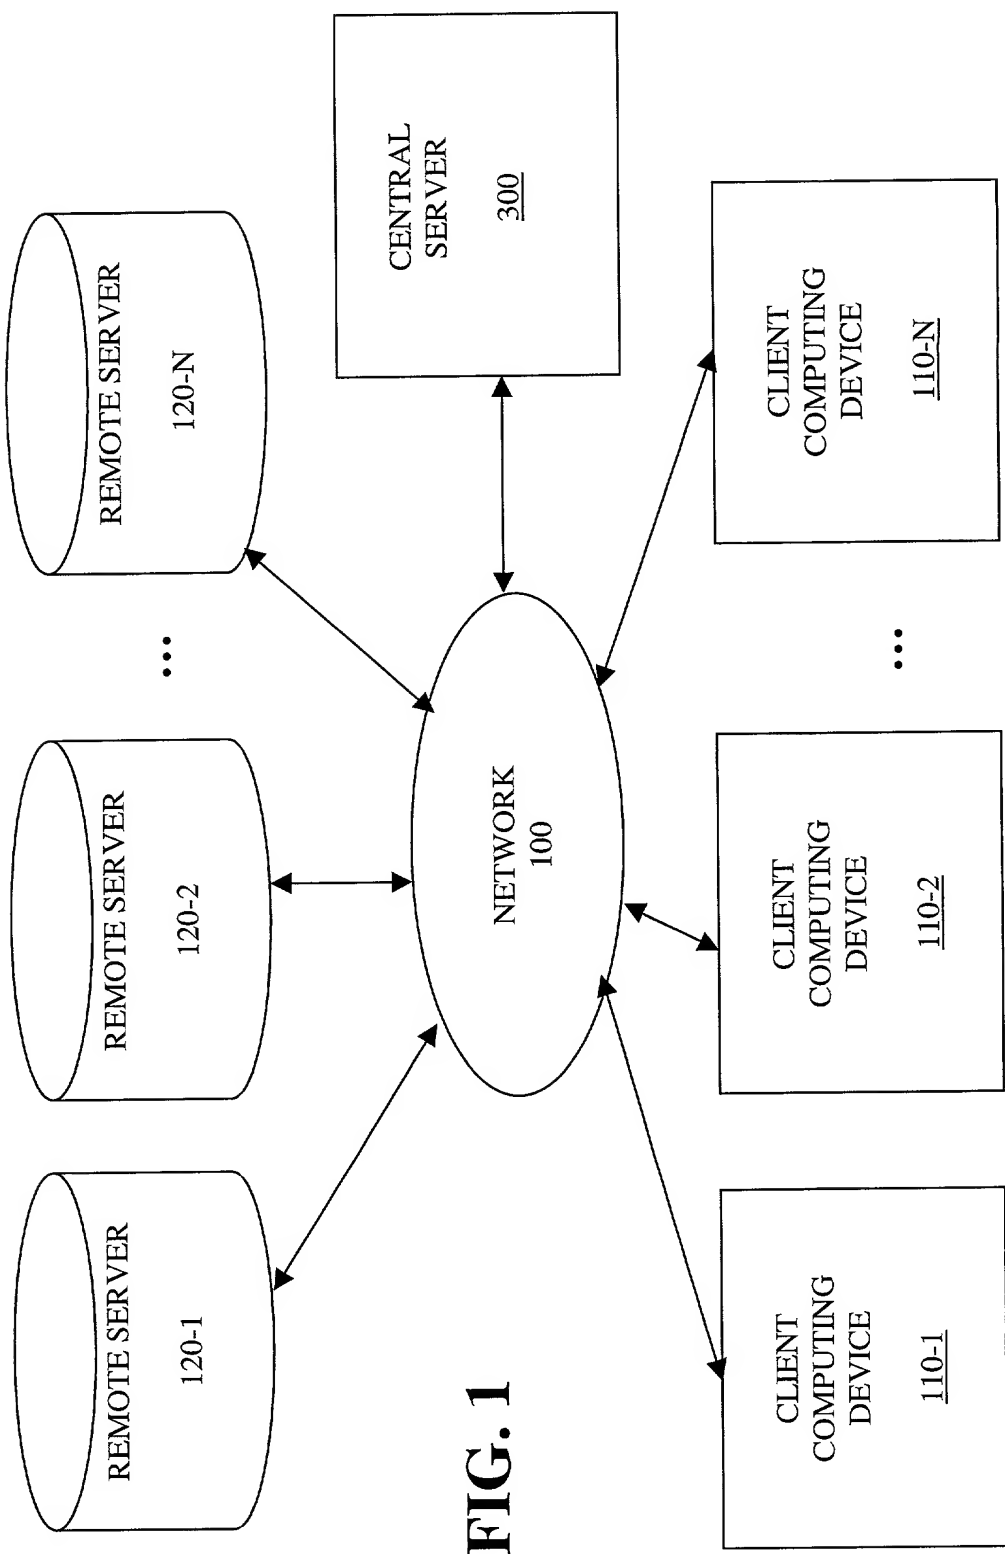 REMOTE SERVER
120-1
REMOTE SERVER
120-2
...
REMOTE SERVER
120-N
FIG. 1
NETWORK
100
CENTRAL
SERVER
300
CLIENT
COMPUTING
DEVICE
110-1
CLIENT
COMPUTING
DEVICE
110-2
...
CLIENT
COMPUTING
DEVICE
110-N